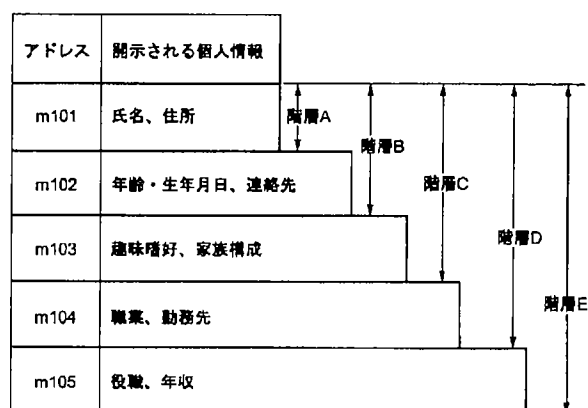 アドレス 開示される個人情報
m101 氏名、住所
階層A
階層B
m102 年齢・生年月日、連絡先
階層C
m103 趣味嗜好、家族構成
階層D
m104 職業、勤務先
階層E
m105 役職、年収